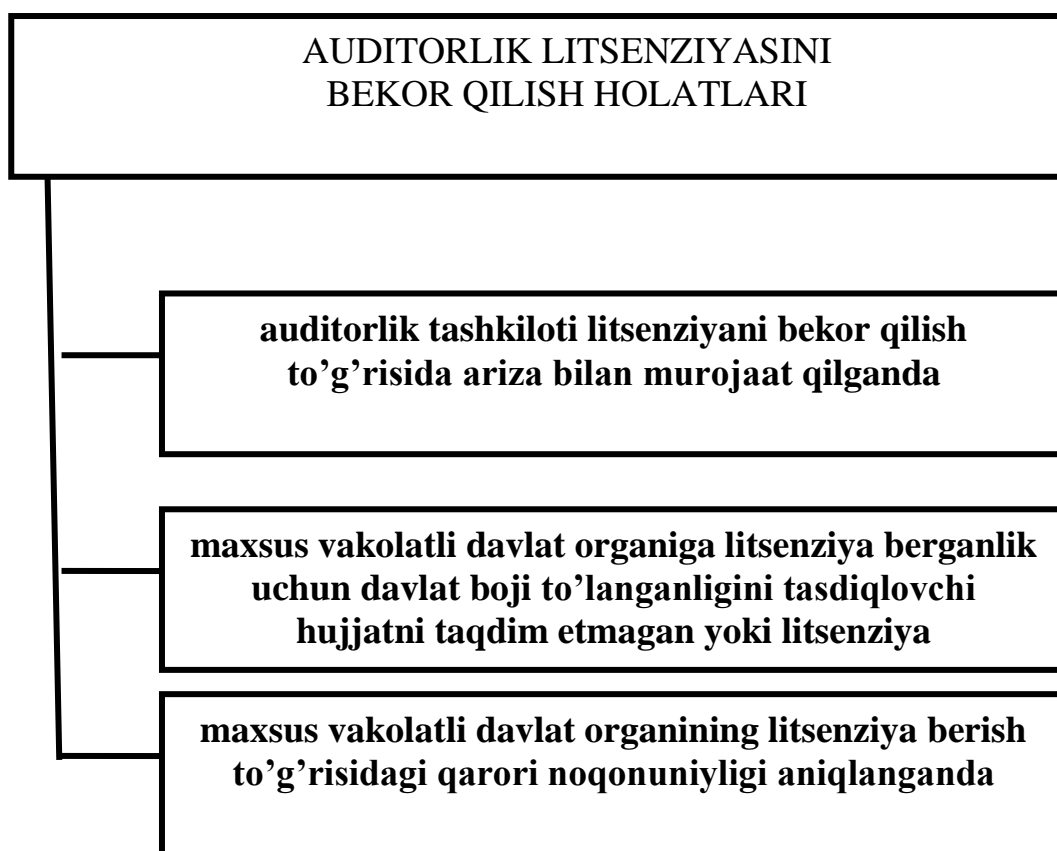 AUDITORLIK LITSENZIYASINI
BEKOR QILISH HOLATLARI
auditorlik tashkiloti litsenziyani bekor qilish
to’g’risida ariza bilan murojaat qilganda
maxsus vakolatli davlat organiga litsenziya berganlik
uchun davlat boji to’langanligini tasdiqlovchi
hujjatni taqdim etmagan yoki litsenziya
maxsus vakolatli davlat organining litsenziya berish
to’g’risidagi qarori noqonuniyligi aniqlanganda